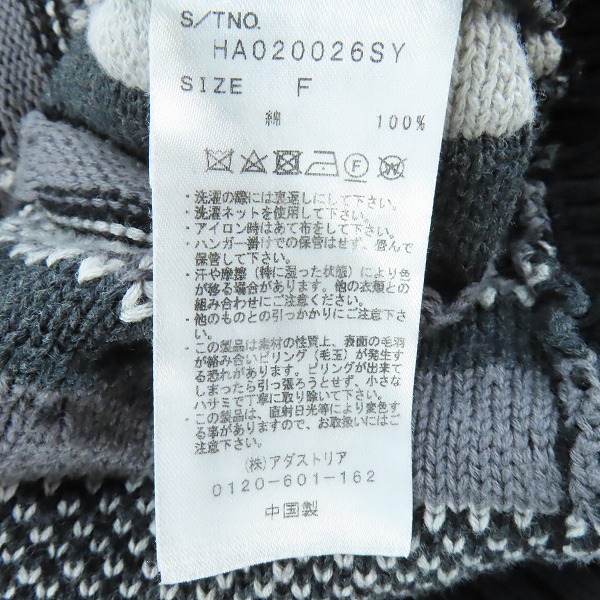 S/TNO.
HA020026SY
SIZE F
綿 100%
・洗濯の際には裏返しにして下さい。
・洗濯ネットを使用して下さい。
・アイロン時はあて布をして下さい。
・ハンガー掛けでの保管はせず、畳んで
保管して下さい。
・汗や摩擦（特に湿った状態）により色
が移る場合があります。他の衣類との
組み合わせにご注意ください。
・他のものとの引っかかりにご注意下さ
い。
・この製品は素材の性質上、表面の毛羽
が絡み合いピリング（毛玉）が発生す
る恐れがあります。ピリングが出来て
しまったら引っ張ろうとせず、小さな
ハサミで丁寧に取り除いて下さい。
・この製品は、直射日光等により変色す
る事がありますので、お取扱いにはご
注意下さい。
（株）アダストリア
0120-601-162
中国製